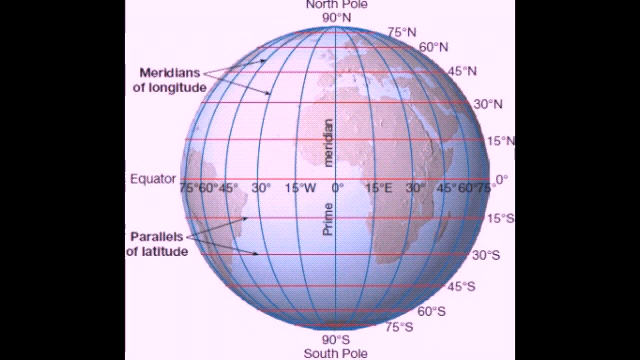 North Pole
90°N
75°N
60°N
Meridians
of longitude
45°N
30°N
meridian
15°N
Equator
0°
75°60°45° 30° 15°W 0° 15°E 30° 45°60°75°
Prime
15°S
Parallels
of latitude
30°S
45°S
60°S
75°S
90°S
South Pole